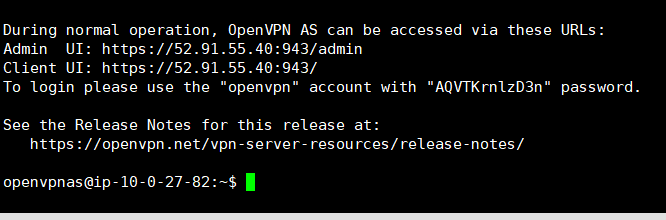 During normal operation, OpenVPN AS can be accessed via these URLs:
Admin  UI: https://52.91.55.40:943/admin
Client UI: https://52.91.55.40:943/
To login please use the "openvpn" account with "AQVTKrnlzD3n" password.
See the Release Notes for this release at:
   https://openvpn.net/vpn-server-resources/release-notes/
openvpnas@ip-10-0-27-82:~$